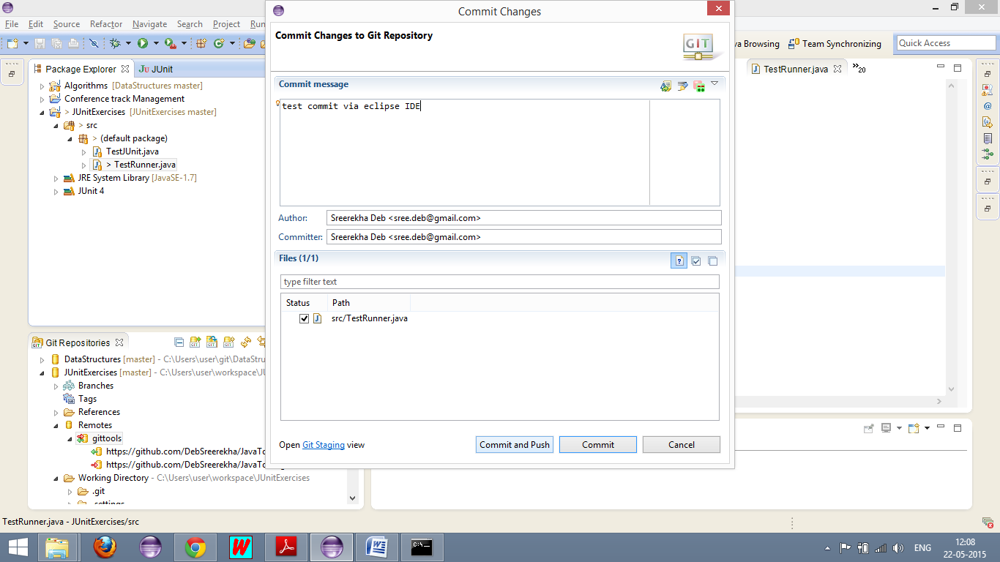 Commit Changes
File Edit Source Refactor Navigate Search Project Run
va Browsing Team Synchronizing Quick Access
Package Explorer JUnit
Algorithms [DataStructures master]
Conference track Management
> JUnitExercises [JUnitExercises master]
> src
> (default package)
TestJUnit.java
> TestRunner.java
JRE System Library [JavaSE-1.7]
JUnit 4
Git Repositories
DataStructures [master] - C:\Users\user\git\DataStru
JUnitExercises [master] - C:\Users\user\workspace\J
Branches
Tags
References
Remotes
gittools
https://github.com/DebSreerekha/JavaTo
https://github.com/DebSreerekha/JavaTo
Working Directory - C:\Users\user\workspace\JUnitExercises
.git
.settings
Commit Changes to Git Repository
GIT
Commit message
test commit via eclipse IDE
Author: Sreerekha Deb <sree.deb@gmail.com>
Committer: Sreerekha Deb <sree.deb@gmail.com>
Files (1/1)
type filter text
Status Path
src/TestRunner.java
Open Git Staging view
Commit and Push Commit Cancel
TestRunner.java »20
TestRunner.java - JUnitExercises/src
ENG
12:08
22-05-2015